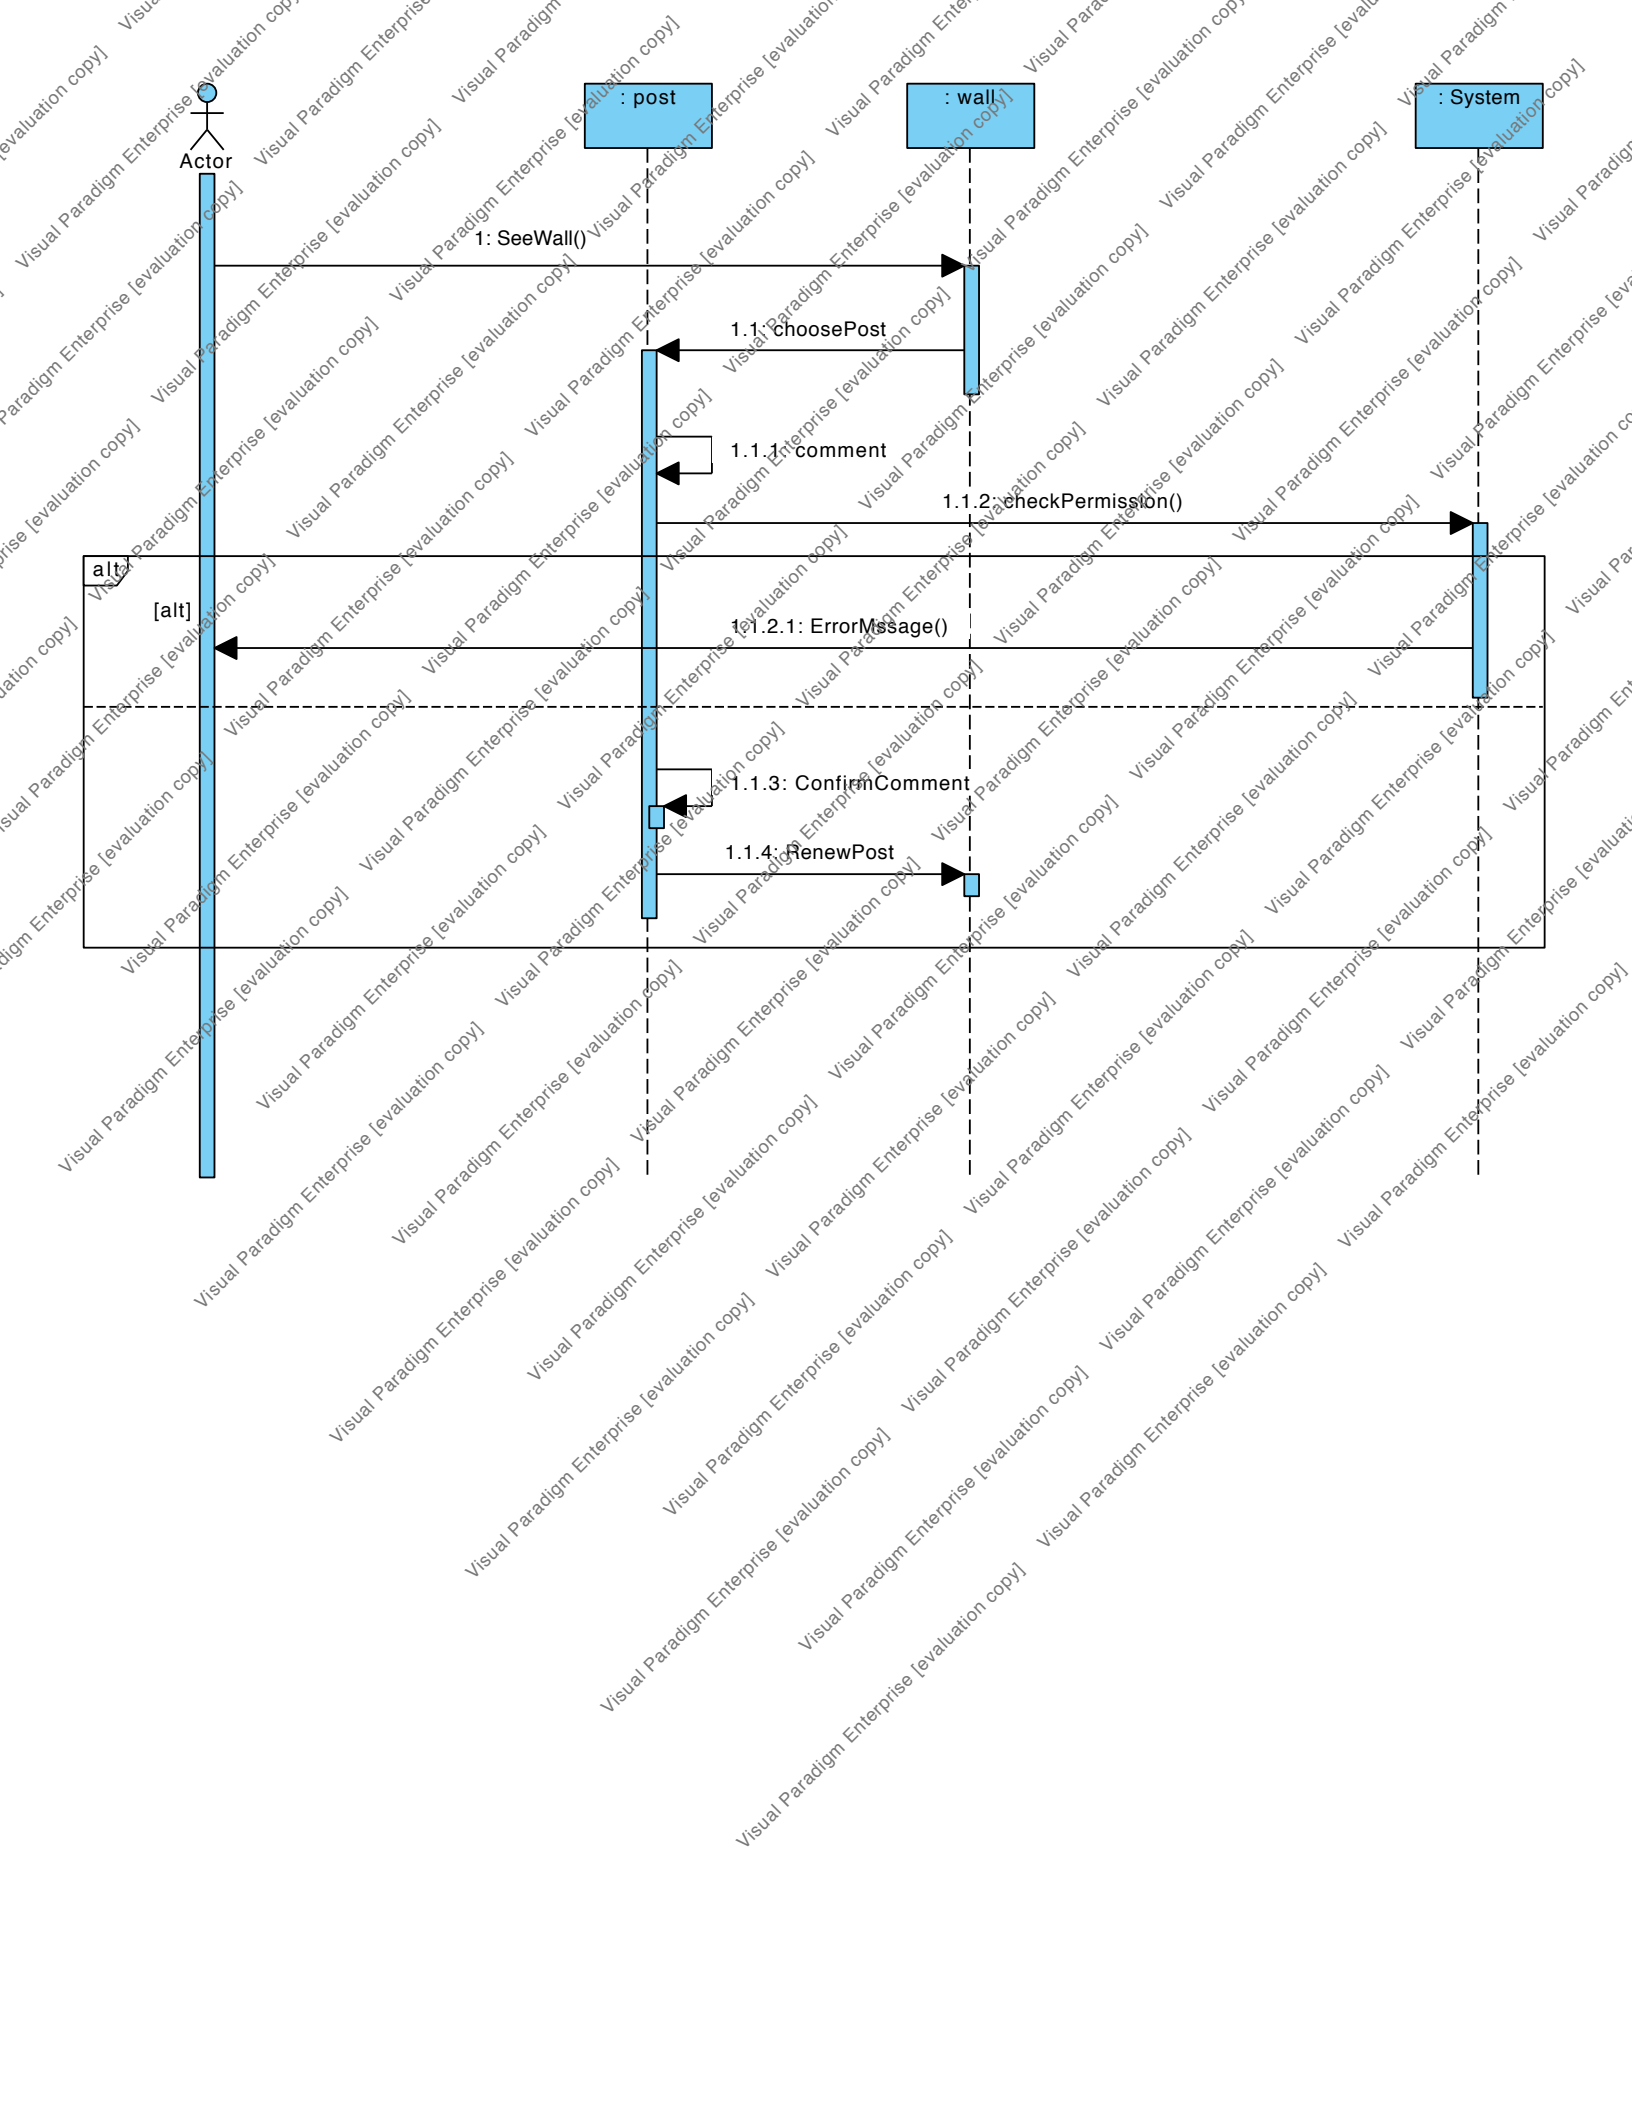 : post
: wall
: System
Actor
1: SeeWall()
1.1: choosePost
1.1.1: comment
1.1.2: checkPermission()
alt
[alt]
1.1.2.1: ErrorMssage()
1.1.3: ConfirmComment
1.1.4: RenewPost
Visual Paradigm Enterprise [evaluation copy]